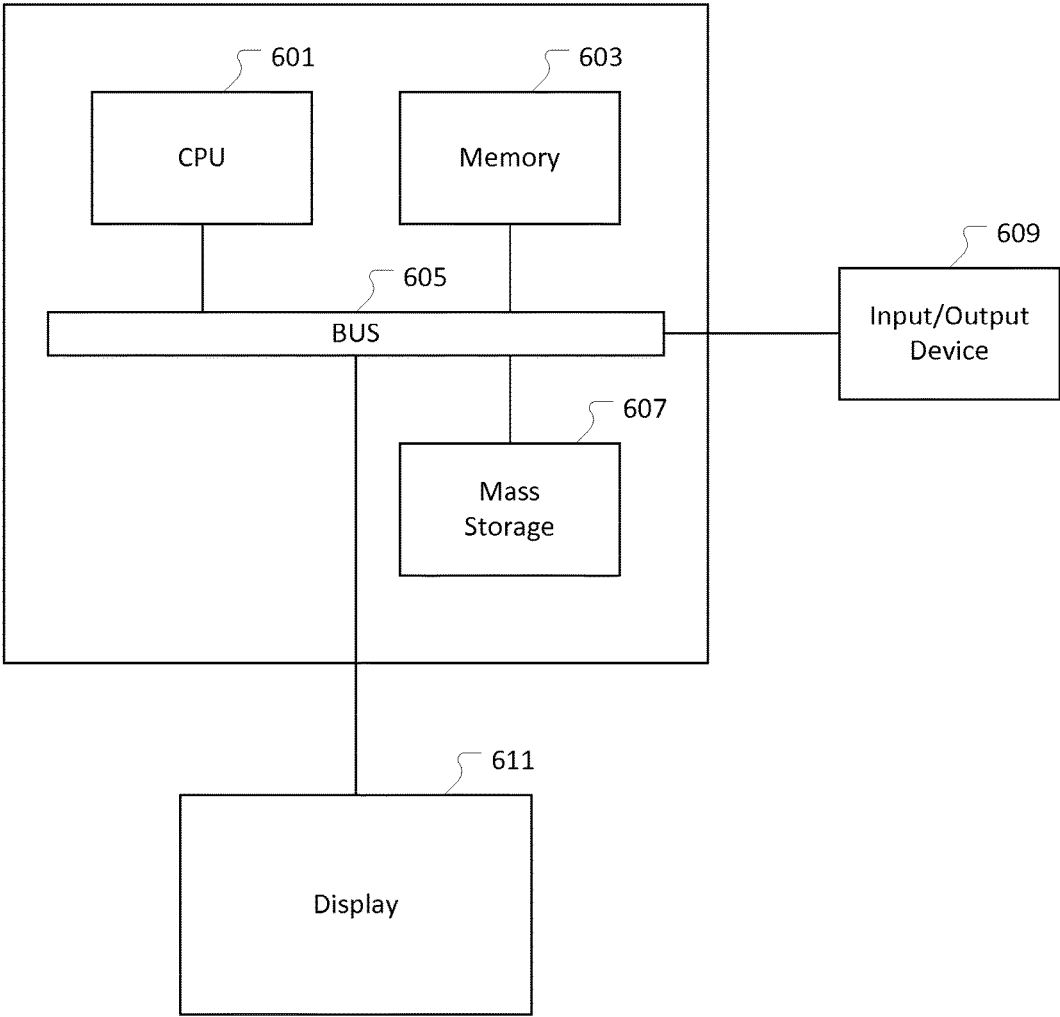 601
CPU
603
Memory
605
BUS
609
Input/Output
Device
607
Mass
Storage
611
Display